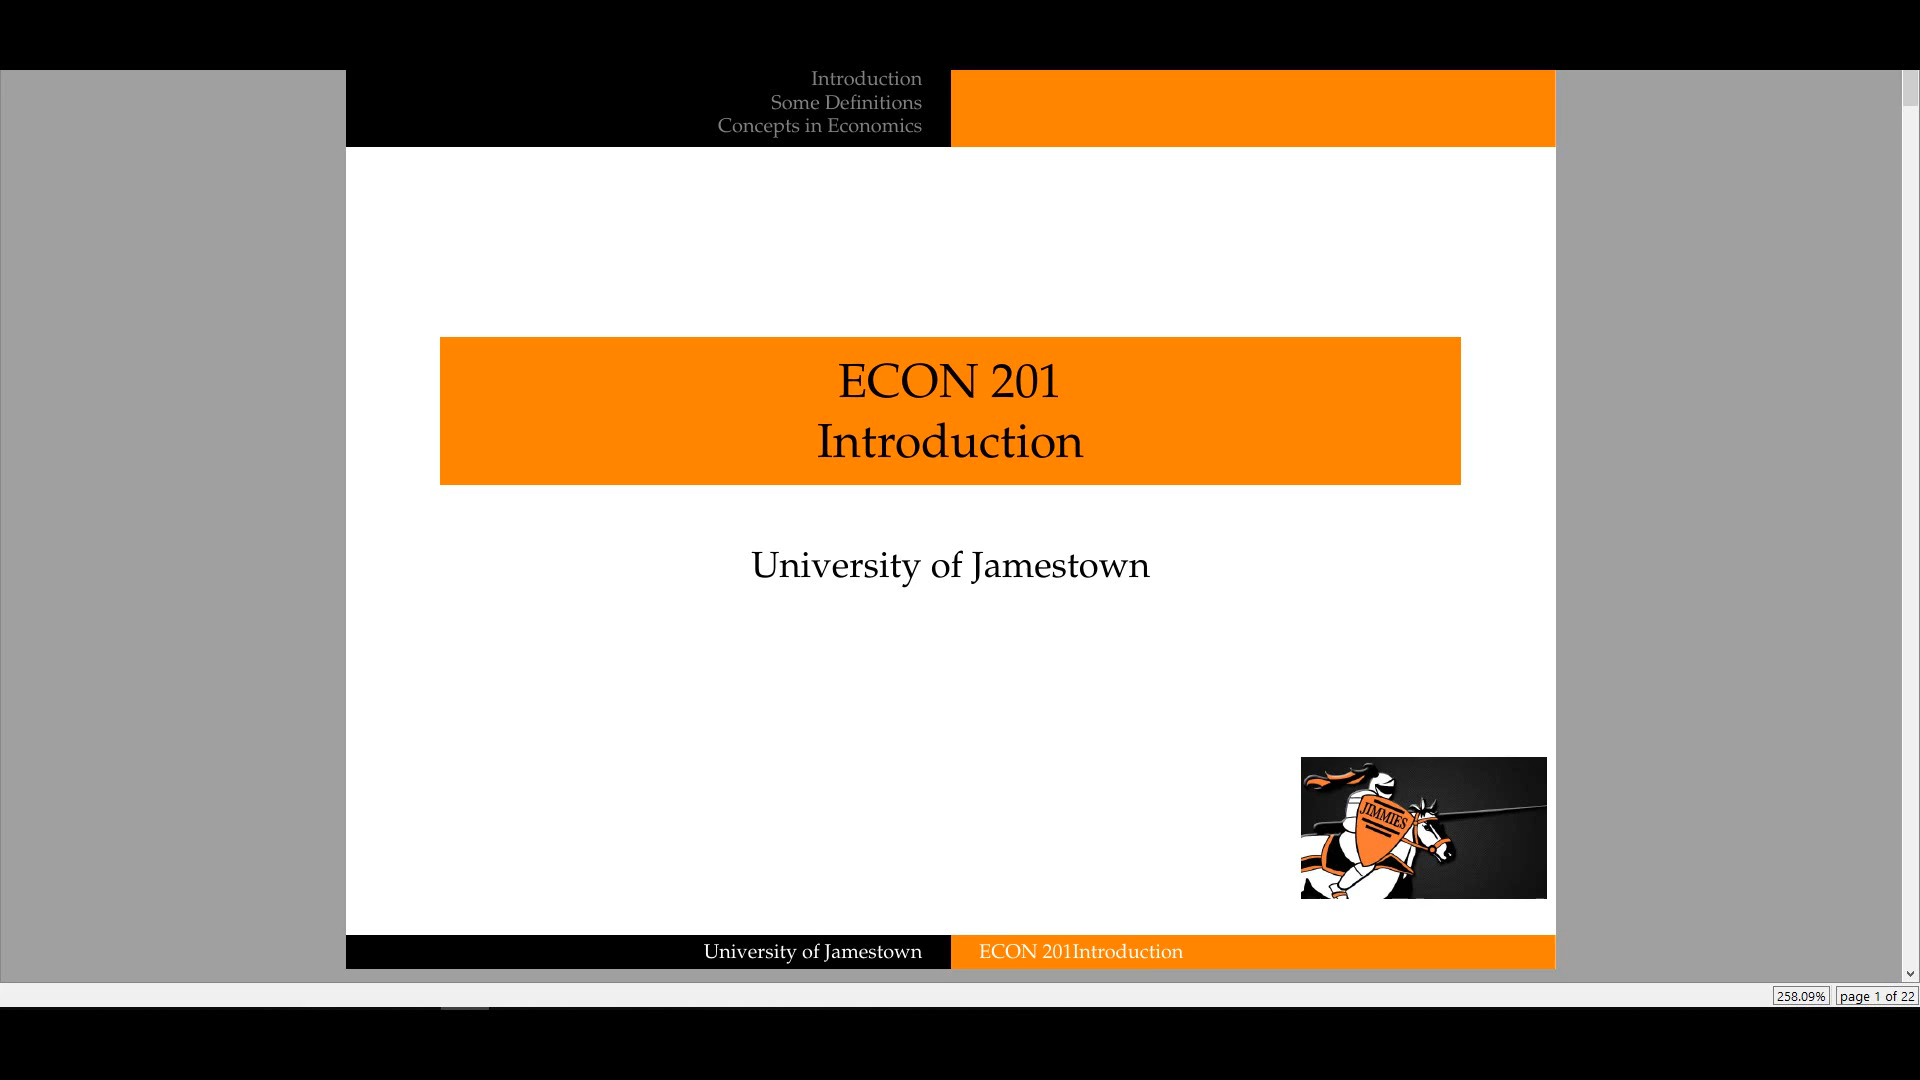 Introduction
Some Definitions
Concepts in Economics
ECON 201
Introduction
University of Jamestown
JIMMIES
University of Jamestown
ECON 201Introduction
258.09%
page 1 of 22